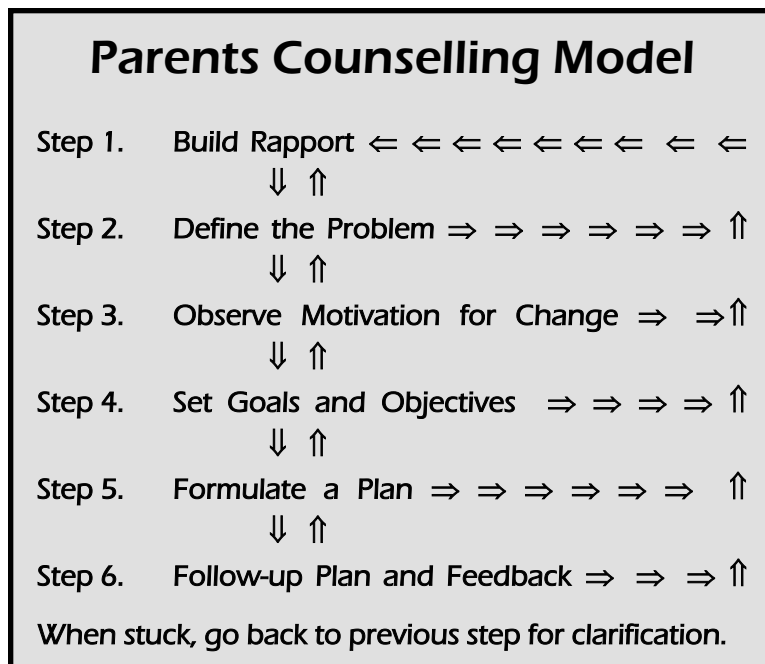 Parents Counselling Model
Step 1. Build Rapport ⇐ ⇐ ⇐ ⇐ ⇐ ⇐ ⇐ ⇐ ⇐
⇓ ⇑
Step 2. Define the Problem ⇒ ⇒ ⇒ ⇒ ⇒ ⇒ ⇑
⇓ ⇑
Step 3. Observe Motivation for Change ⇒ ⇒ ⇑
⇓ ⇑
Step 4. Set Goals and Objectives ⇒ ⇒ ⇒ ⇒ ⇑
⇓ ⇑
Step 5. Formulate a Plan ⇒ ⇒ ⇒ ⇒ ⇒ ⇒ ⇑
⇓ ⇑
Step 6. Follow-up Plan and Feedback ⇒ ⇒ ⇒ ⇑
When stuck, go back to previous step for clarification.